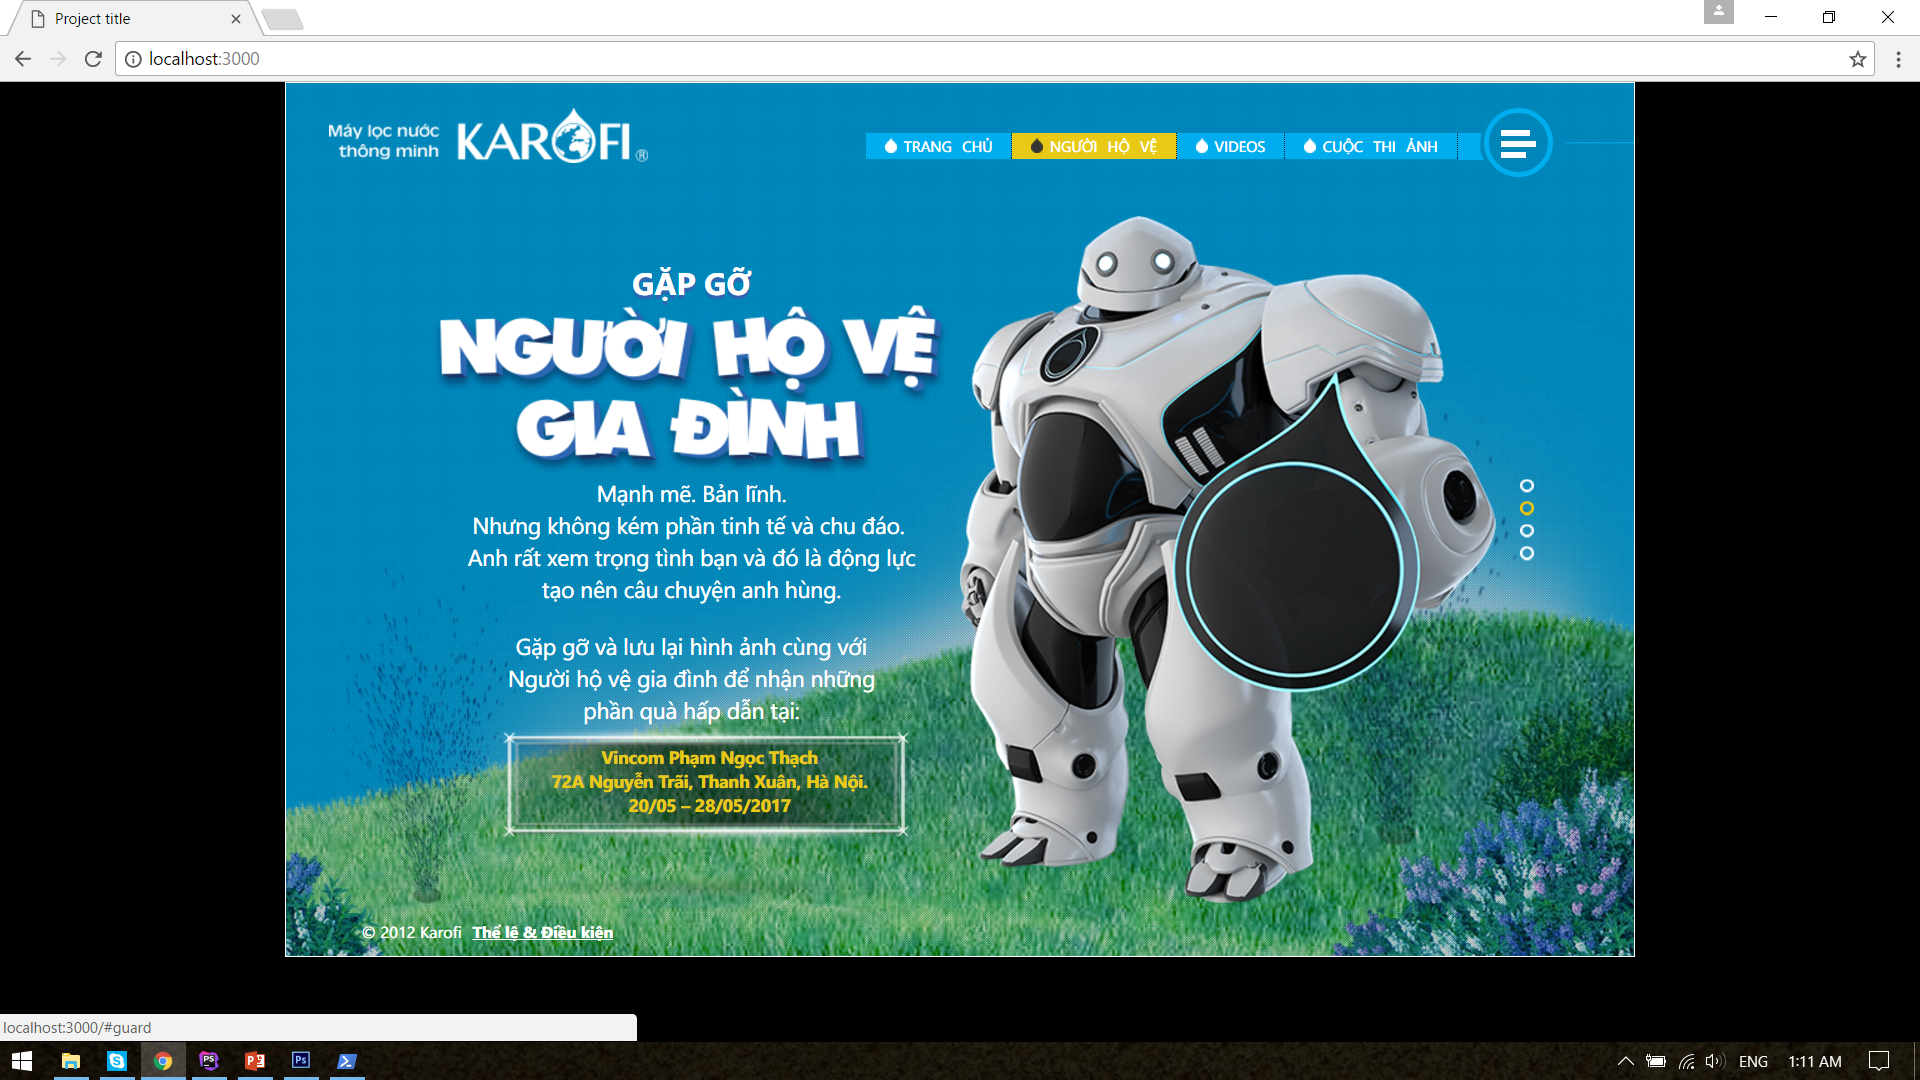 Project title
localhost:3000
Máy lọc nước
thông minh
KAROFI ®
TRANG CHỦ
NGƯỜI HỘ VỆ
VIDEOS
CUỘC THI ẢNH
GẶP GỠ
NGƯỜI HỘ VỆ
GIA ĐÌNH
Mạnh mẽ. Bản lĩnh.
Nhưng không kém phần tinh tế và chu đáo.
Anh rất xem trọng tình bạn và đó là động lực
tạo nên câu chuyện anh hùng.
Gặp gỡ và lưu lại hình ảnh cùng với
Người hộ vệ gia đình để nhận những
phần quà hấp dẫn tại:
Vincom Phạm Ngọc Thạch
72A Nguyễn Trãi, Thanh Xuân, Hà Nội.
20/05 – 28/05/2017
© 2012 Karofi Thể lệ & Điều kiện
localhost:3000/#guard
ENG
1:11 AM